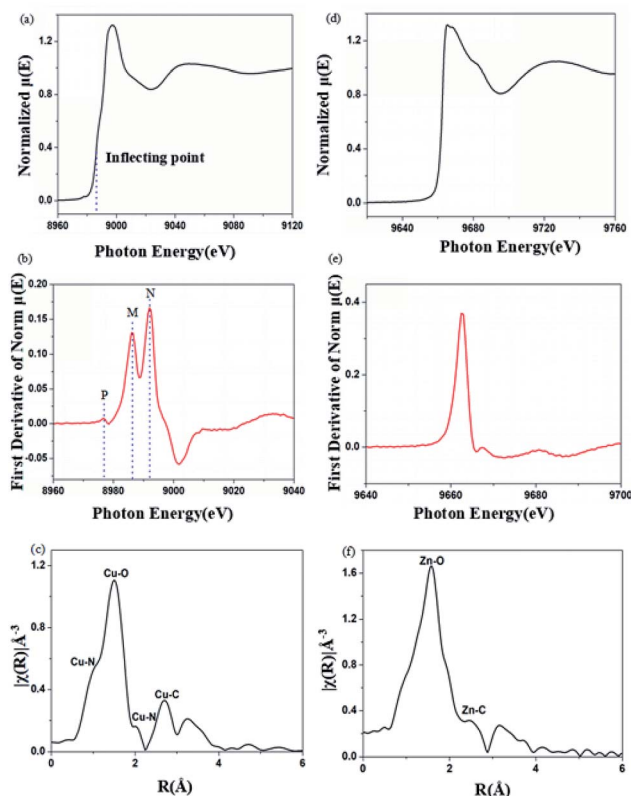 (a)
Normalized μ(E)
1.2
0.8
0.4
0.0
Inflecting point
8960 9000 9040 9080 9120
Photon Energy(eV)
(d)
Normalized μ(E)
1.2
0.8
0.4
0.0
9640 9680 9720 9760
Photon Energy(eV)
(b)
First Derivative of Norm μ(E)
0.20
0.15
0.10
0.05
0.00
-0.05
P
M
N
8960 8980 9000 9020 9040
Photon Energy(eV)
(e)
First Derivative of Norm μ(E)
0.4
0.2
0.0
9640 9660 9680 9700
Photon Energy(eV)
(c)
|χ(R)|Å⁻³
1.2
0.8
0.4
0.0
Cu-N
Cu-O
Cu-N
Cu-C
0 2 4 6
R(Å)
(f)
|χ(R)|Å⁻³
1.6
1.2
0.8
0.4
0.0
Zn-O
Zn-C
0 2 4 6
R(Å)